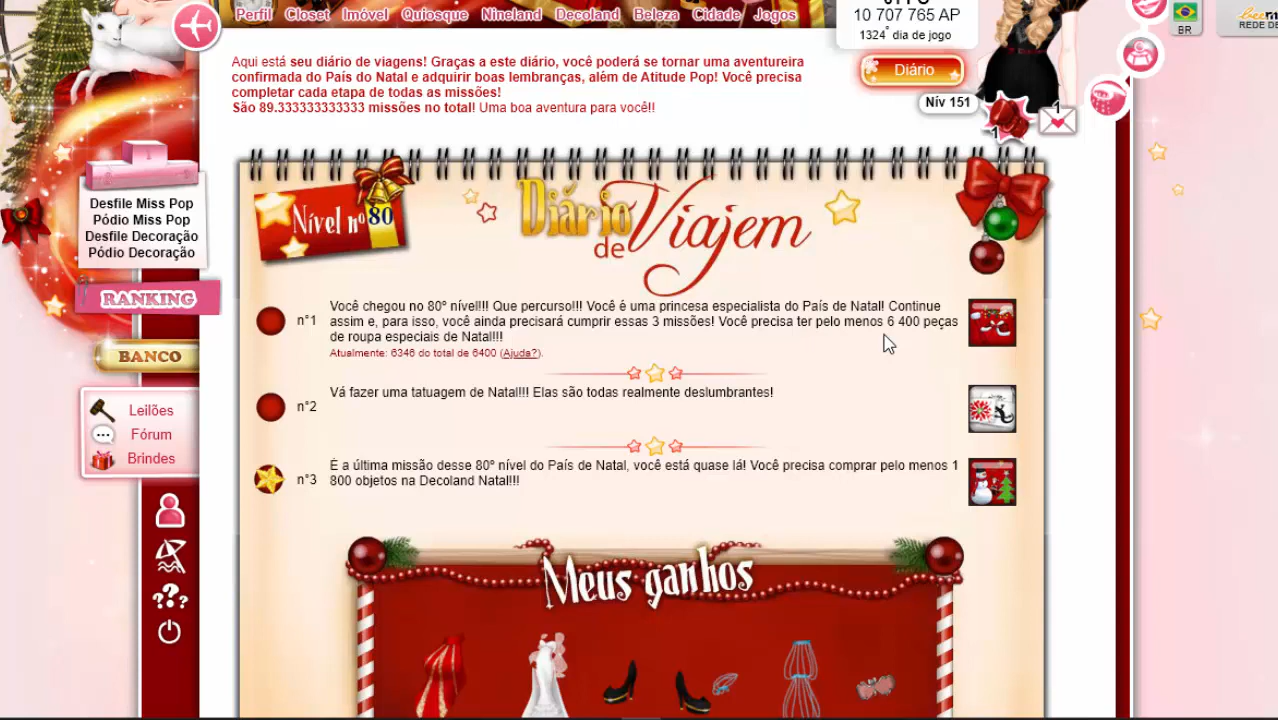 Perfil Closet Imóvel Quiosque Nineland Decoland Beleza Cidade Jogos
10 707 765 AP
1324° dia de jogo
BR
REDE DE
Aqui está seu diário de viagens! Graças a este diário, você poderá se tornar uma aventureira
confirmada do País do Natal e adquirir boas lembranças, além de Atitude Pop! Você precisa
completar cada etapa de todas as missões!
São 89.333333333333 missões no total! Uma boa aventura para você!!
Diário
Nív 151
1
1
Desfile Miss Pop
Pódio Miss Pop
Desfile Decoração
Pódio Decoração
RANKING
BANCO
Leilões
Fórum
Brindes
Nível nº 80
Diário
de Viajem
n°1
Você chegou no 80º nível!!! Que percurso!!! Você é uma princesa especialista do País de Natal! Continue
assim e, para isso, você ainda precisará cumprir essas 3 missões! Você precisa ter pelo menos 6 400 peças
de roupa especiais de Natal!!!
Atualmente: 6346 do total de 6400 (Ajuda?).
n°2
Vá fazer uma tatuagem de Natal!!! Elas são todas realmente deslumbrantes!
n°3
È a última missão desse 80º nível do País de Natal, você está quase lá! Você precisa comprar pelo menos 1
800 objetos na Decoland Natal!!!
Meus ganhos